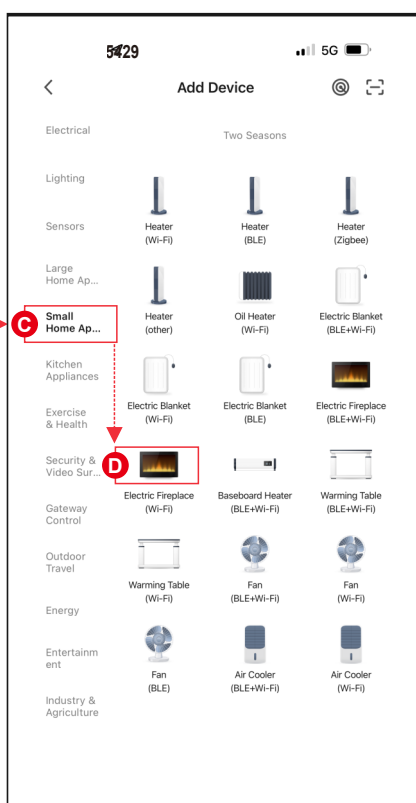 5G
Add Device
Electrical
Lighting
Sensors
Large
Home Ap...
C
Small
Home Ap...
Kitchen
Appliances
Exercise
& Health
Security &
Video Sur...
Gateway
Control
Outdoor
Travel
Energy
Entertainm
ent
Industry &
Agriculture
Two Seasons
Heater
(Wi-Fi)
Heater
(BLE)
Heater
(Zigbee)
Heater
(other)
Oil Heater
(Wi-Fi)
Electric Blanket
(BLE+Wi-Fi)
Electric Blanket
(Wi-Fi)
Electric Blanket
(BLE)
Electric Fireplace
(BLE+Wi-Fi)
D
Electric Fireplace
(Wi-Fi)
Baseboard Heater
(BLE+Wi-Fi)
Warming Table
(BLE+Wi-Fi)
Warming Table
(Wi-Fi)
Fan
(BLE+Wi-Fi)
Fan
(Wi-Fi)
Fan
(BLE)
Air Cooler
(BLE+Wi-Fi)
Air Cooler
(Wi-Fi)